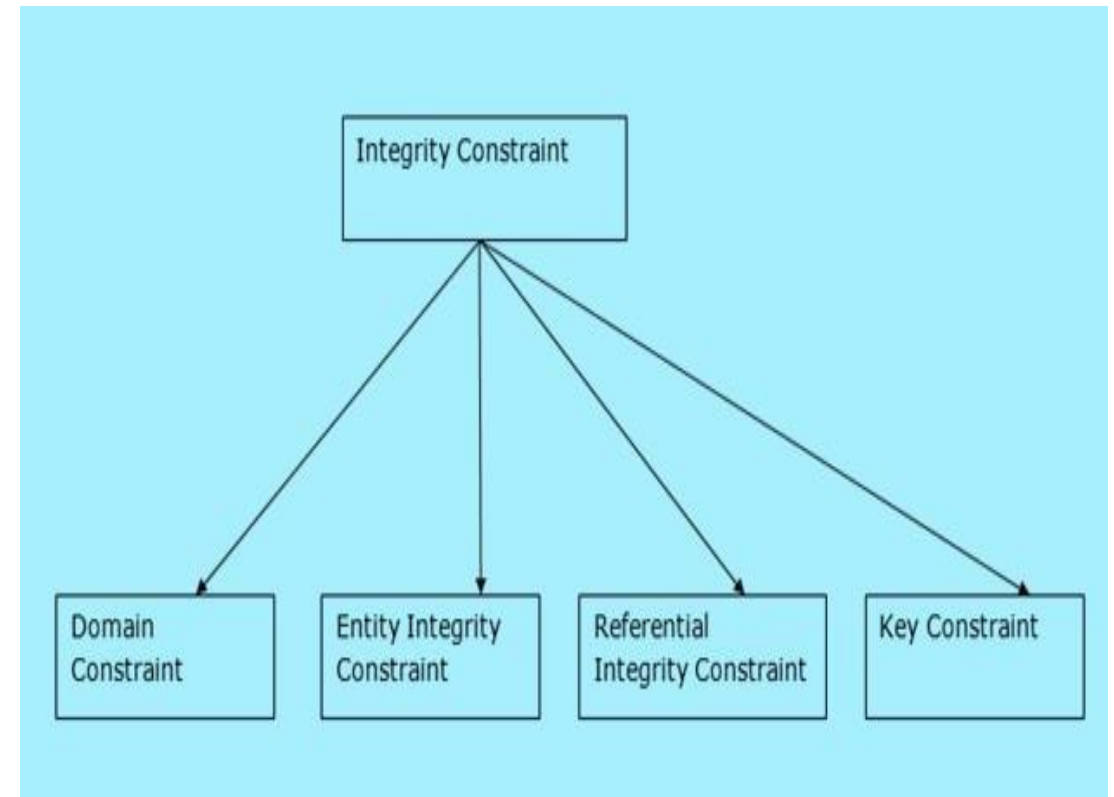 Integrity Constraint
Domain
Constraint
Entity Integrity
Constraint
Referential
Integrity Constraint
Key Constraint